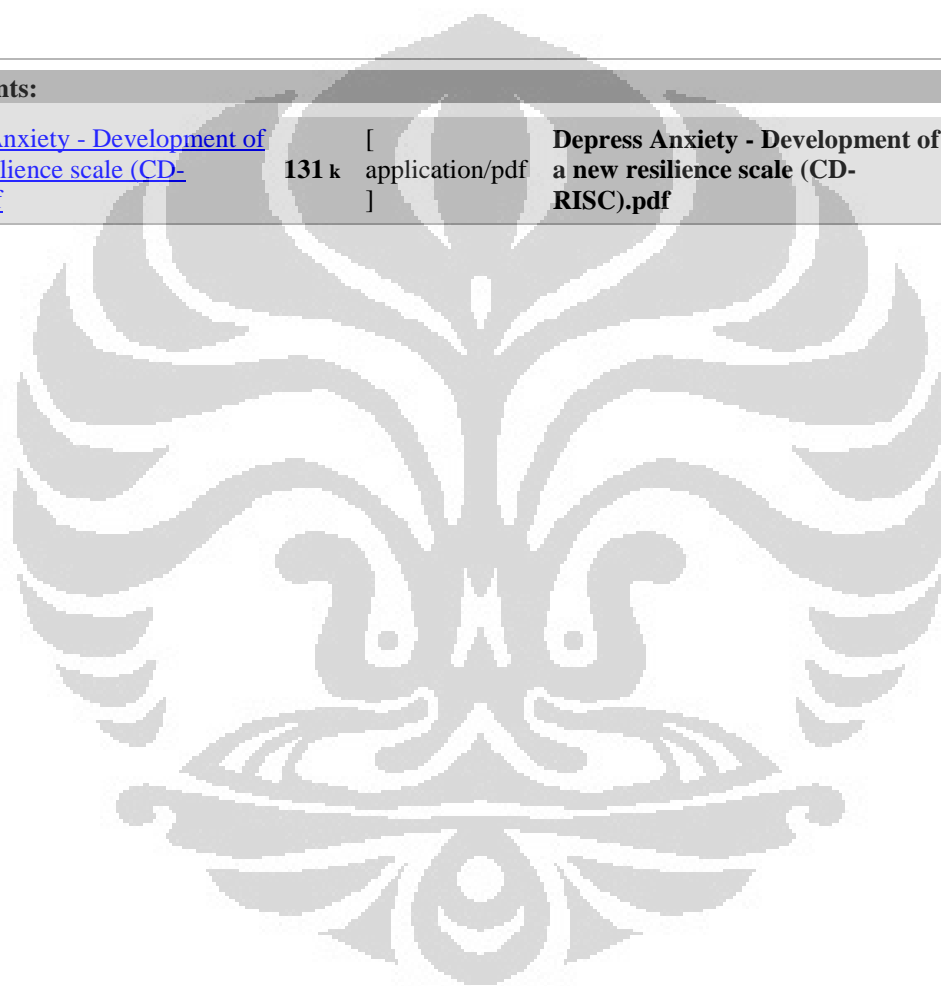 nts:
Anxiety - Development of [ Depress Anxiety - Development of
lience scale (CD- 131 k application/pdf a new resilience scale (CD-
] RISC).pdf